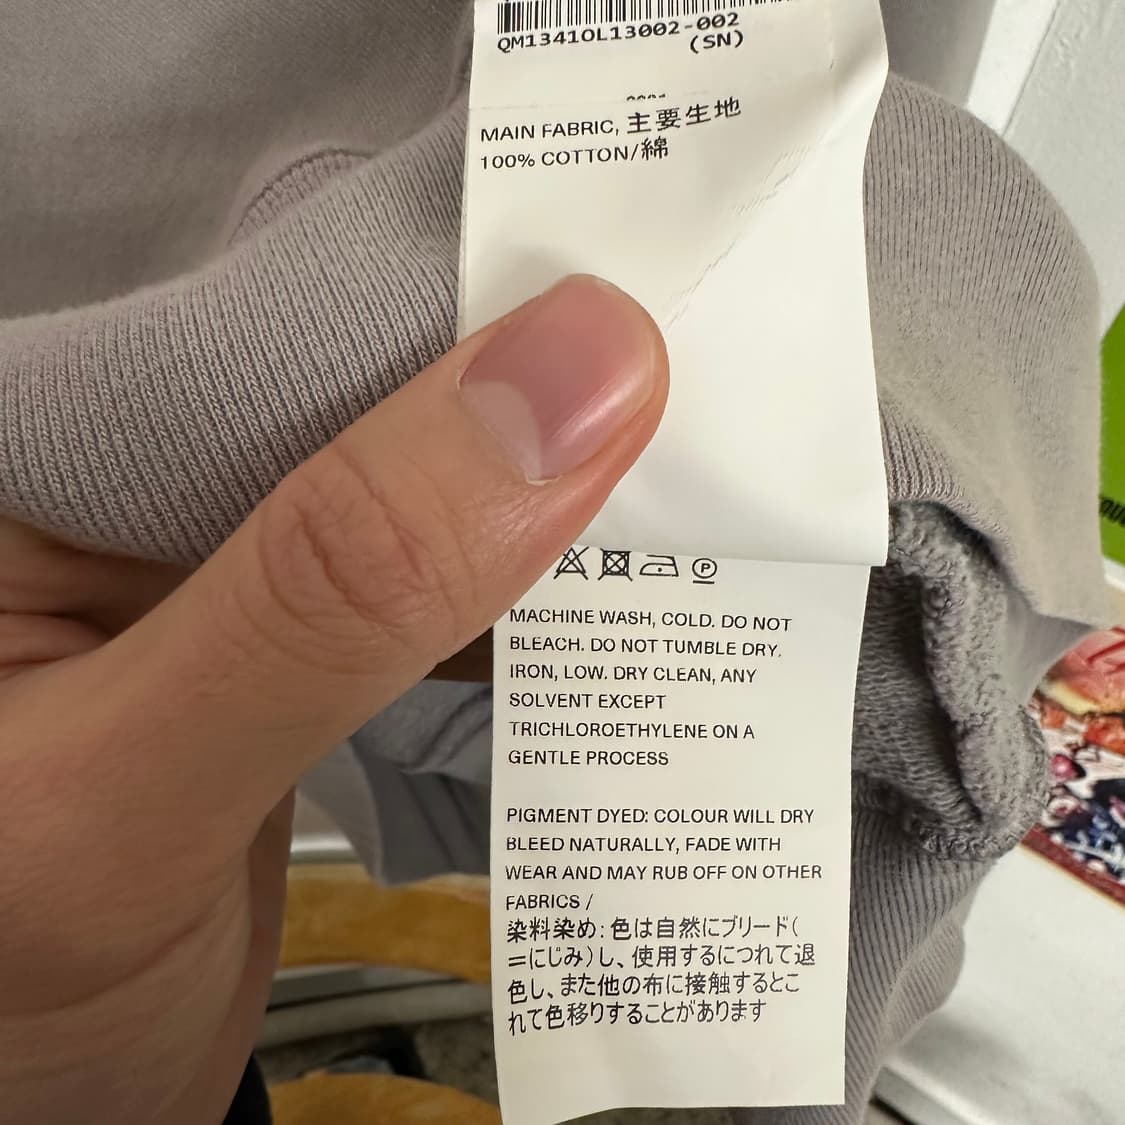 QM1341OL13002-002
(SN)
MAIN FABRIC, 主要生地
100% COTTON/綿
P
MACHINE WASH, COLD. DO NOT
BLEACH. DO NOT TUMBLE DRY.
IRON, LOW. DRY CLEAN, ANY
SOLVENT EXCEPT
TRICHLOROETHYLENE ON A
GENTLE PROCESS
PIGMENT DYED: COLOUR WILL DRY
BLEED NATURALLY, FADE WITH
WEAR AND MAY RUB OFF ON OTHER
FABRICS /
染料染め: 色は自然にブリード(
=にじみ)し、使用するにつれて退
色し、また他の布に接触するとこ
れて色移りすることがあります